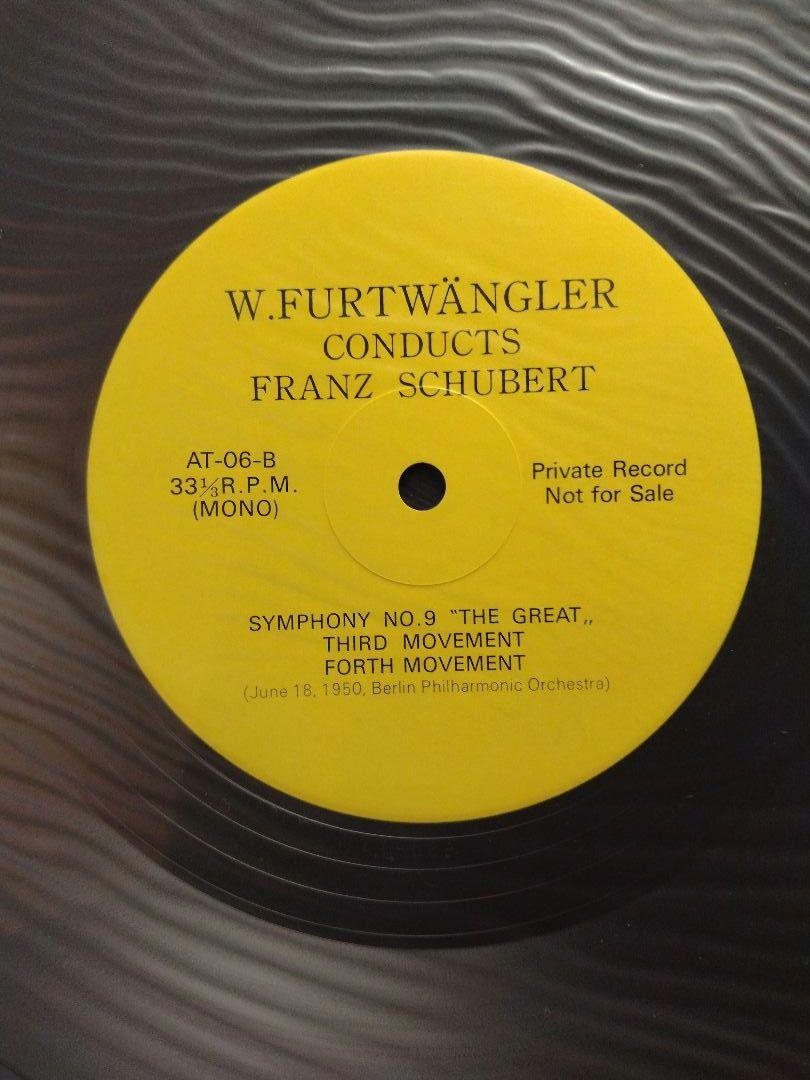 W.FURTWÄNGLER
CONDUCTS
FRANZ SCHUBERT
AT-06-B
33⅓R.P.M.
(MONO)
Private Record
Not for Sale
SYMPHONY NO.9 "THE GREAT„
THIRD MOVEMENT
FORTH MOVEMENT
(June 18, 1950, Berlin Philharmonic Orchestra)